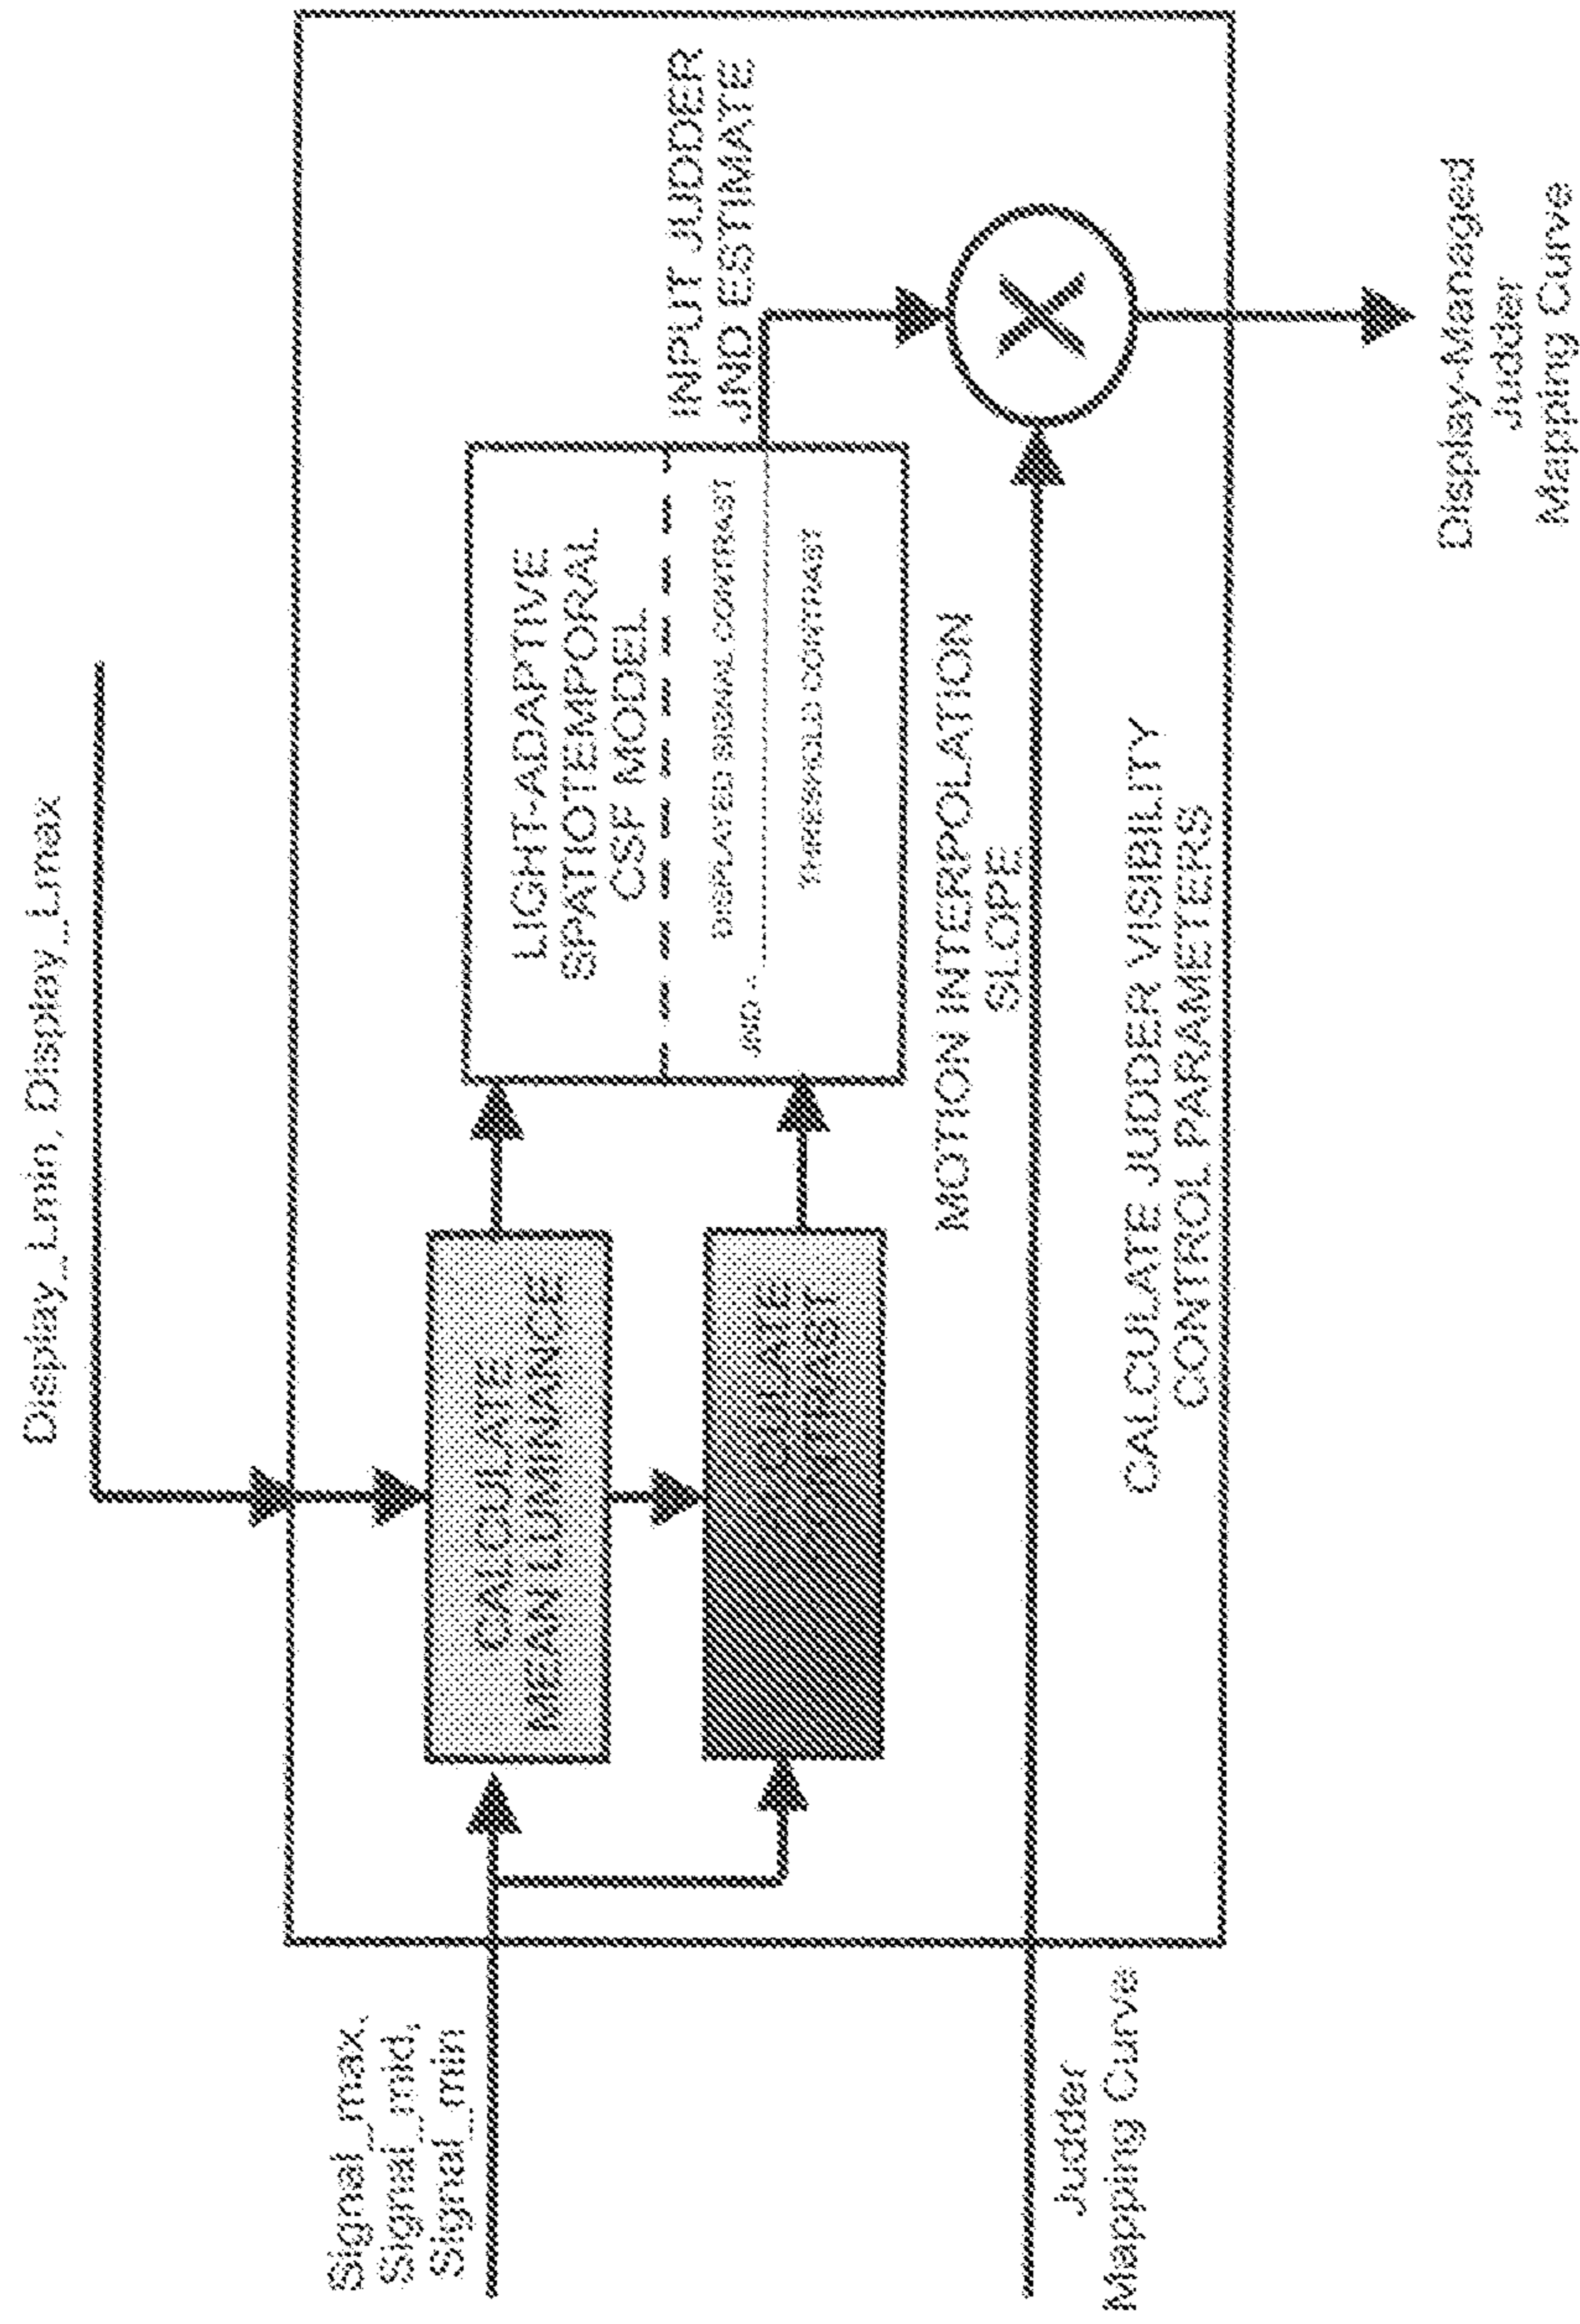 Display_Lmin, Display_Lmax
Signal_max,
Signal_mid,
Signal_min
CALCULATE
MEAN LUMINANCE
LIGHT-ADAPTIVE
SPATIOTEMPORAL
CSF MODEL
DISPLAYED SIGNAL CONTRAST
JND
THRESHOLD CONTRAST
INPUT JUDDER
JND ESTIMATE
MOTION INTERPOLATION
SLOPE
X
Judder
Mapping Curve
CALCULATE JUDDER VISIBILITY
CONTROL PARAMETERS
Display-Managed
Judder
Mapping Curve